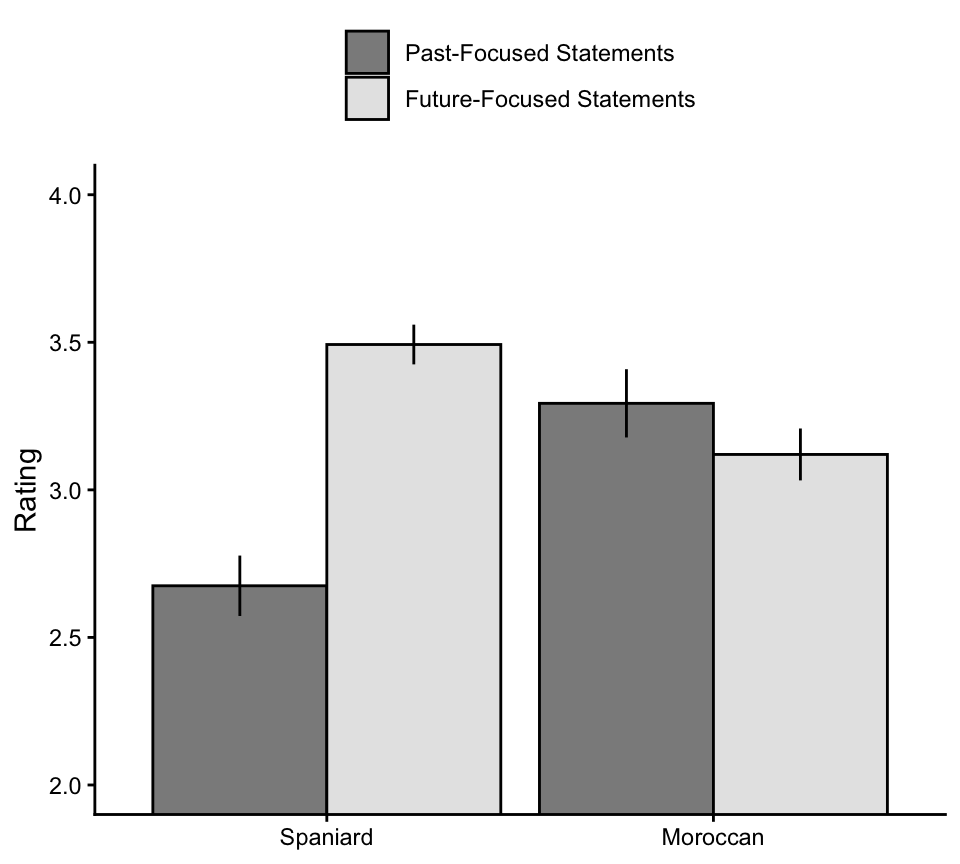 Past-Focused Statements
Future-Focused Statements
4.0
3.5
3.0
2.5
2.0
Rating
Spaniard
Moroccan